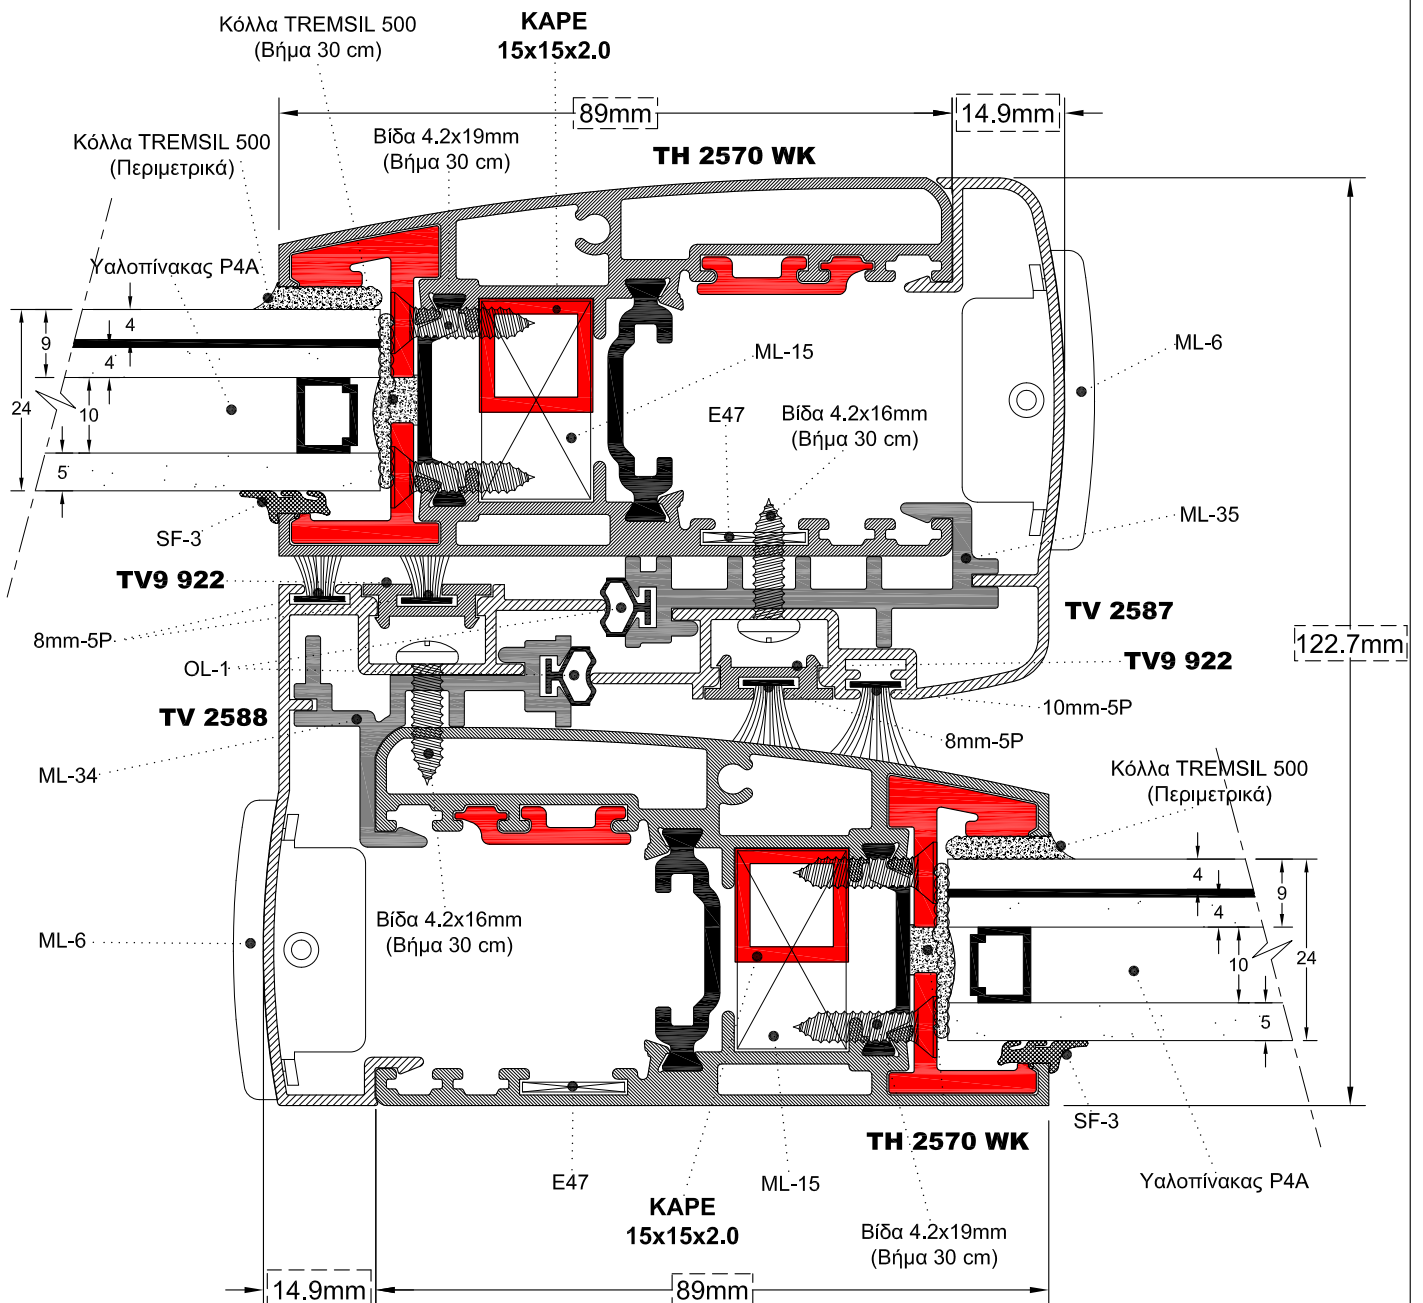 Κόλλα TREMSIL 500
(Βήμα 30 cm)
ΚΑΡΕ
15x15x2.0
89mm
14.9mm
Κόλλα TREMSIL 500
(Περιμετρικά)
Βίδα 4.2x19mm
(Βήμα 30 cm)
TH 2570 WK
Υαλοπίνακας P4A
4
9
4
24
10
5
ML-15
ML-6
E47
Βίδα 4.2x16mm
(Βήμα 30 cm)
SF-3
ML-35
TV9 922
TV 2587
8mm-5P
122.7mm
OL-1
TV9 922
TV 2588
10mm-5P
8mm-5P
ML-34
Κόλλα TREMSIL 500
(Περιμετρικά)
4
9
4
24
10
5
Βίδα 4.2x16mm
(Βήμα 30 cm)
ML-6
SF-3
TH 2570 WK
E47
ML-15
Υαλοπίνακας P4A
ΚΑΡΕ
15x15x2.0
Βίδα 4.2x19mm
(Βήμα 30 cm)
14.9mm
89mm